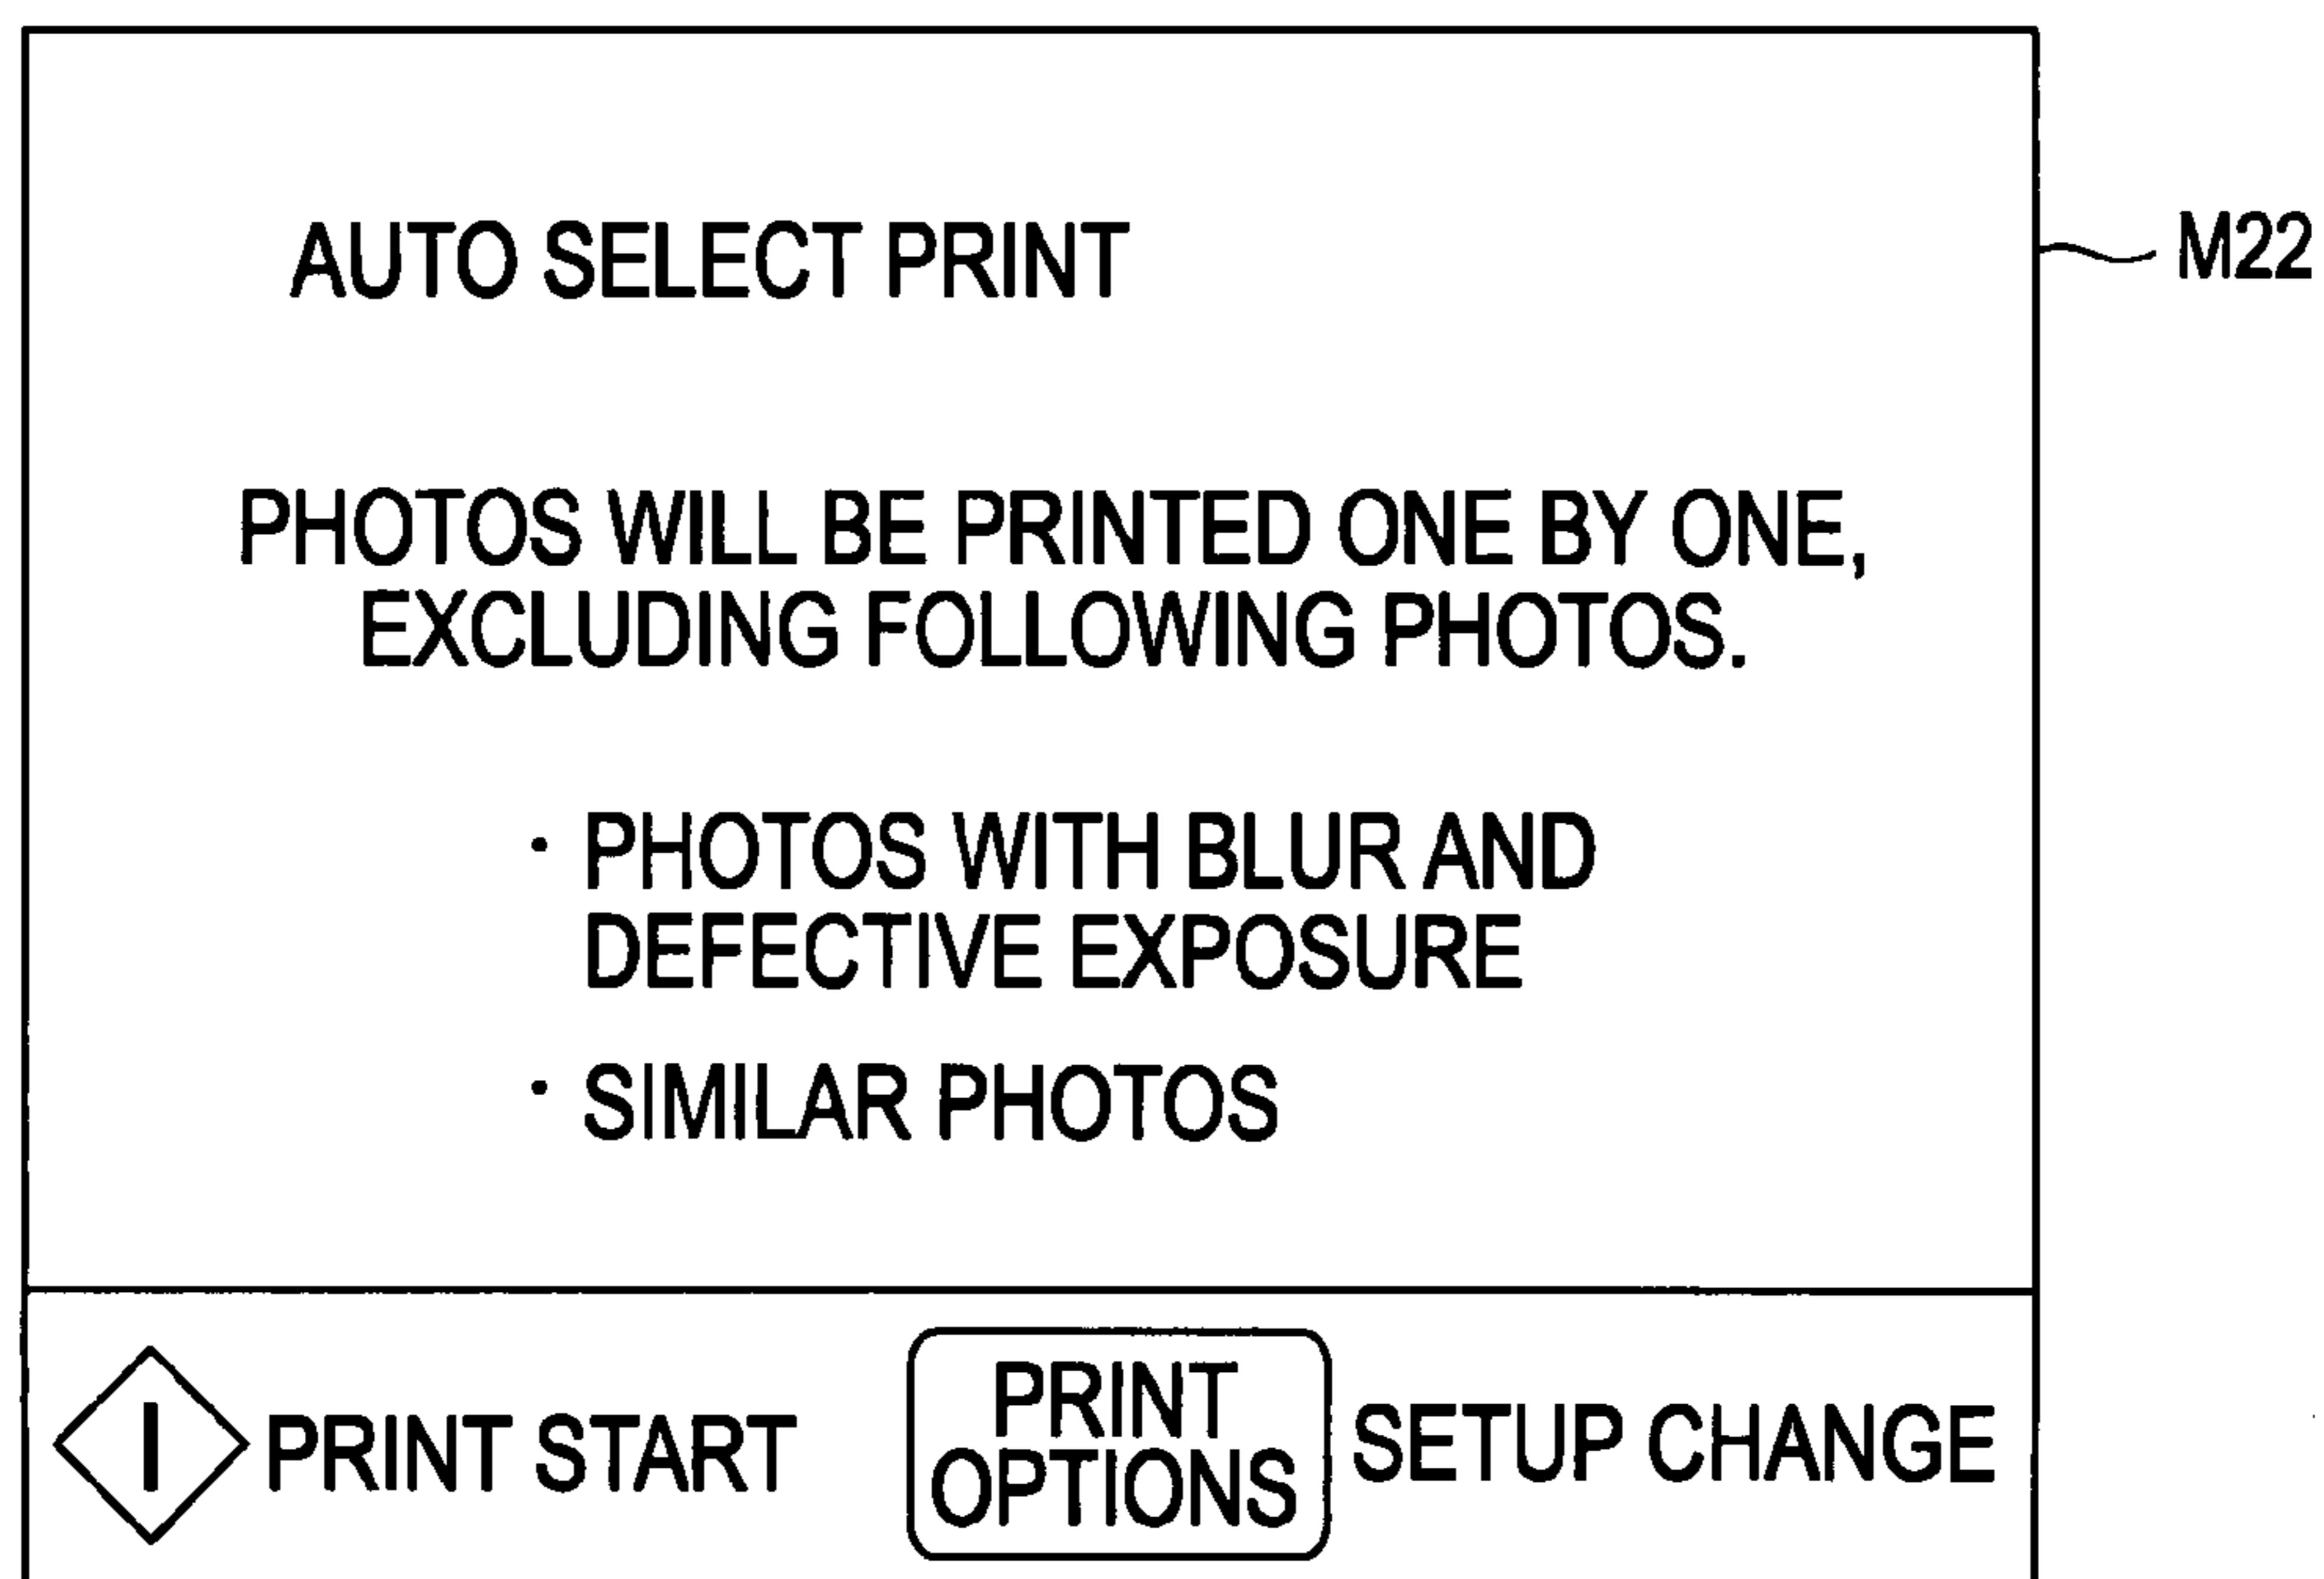 AUTO SELECT PRINT
M22
PHOTOS WILL BE PRINTED ONE BY ONE,
EXCLUDING FOLLOWING PHOTOS.
· PHOTOS WITH BLUR AND
DEFECTIVE EXPOSURE
· SIMILAR PHOTOS
I PRINT START
PRINT
OPTIONS
SETUP CHANGE